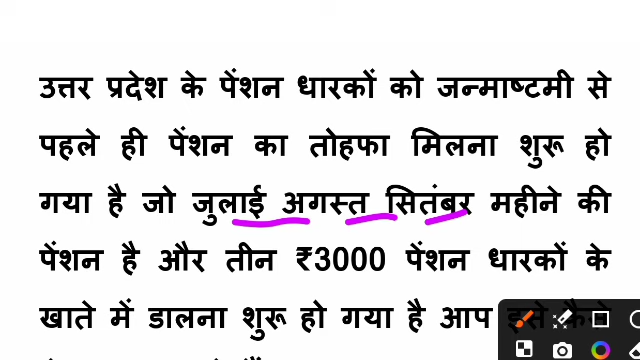 उत्तर प्रदेश के पेंशन धारकों को जन्माष्टमी से
पहले ही पेंशन का तोहफा मिलना शुरू हो
गया है जो जुलाई अगस्त सितंबर महीने की
पेंशन है और तीन ₹3000 पेंशन धारकों के
खाते में डालना शुरू हो गया है आप इसे कैसे